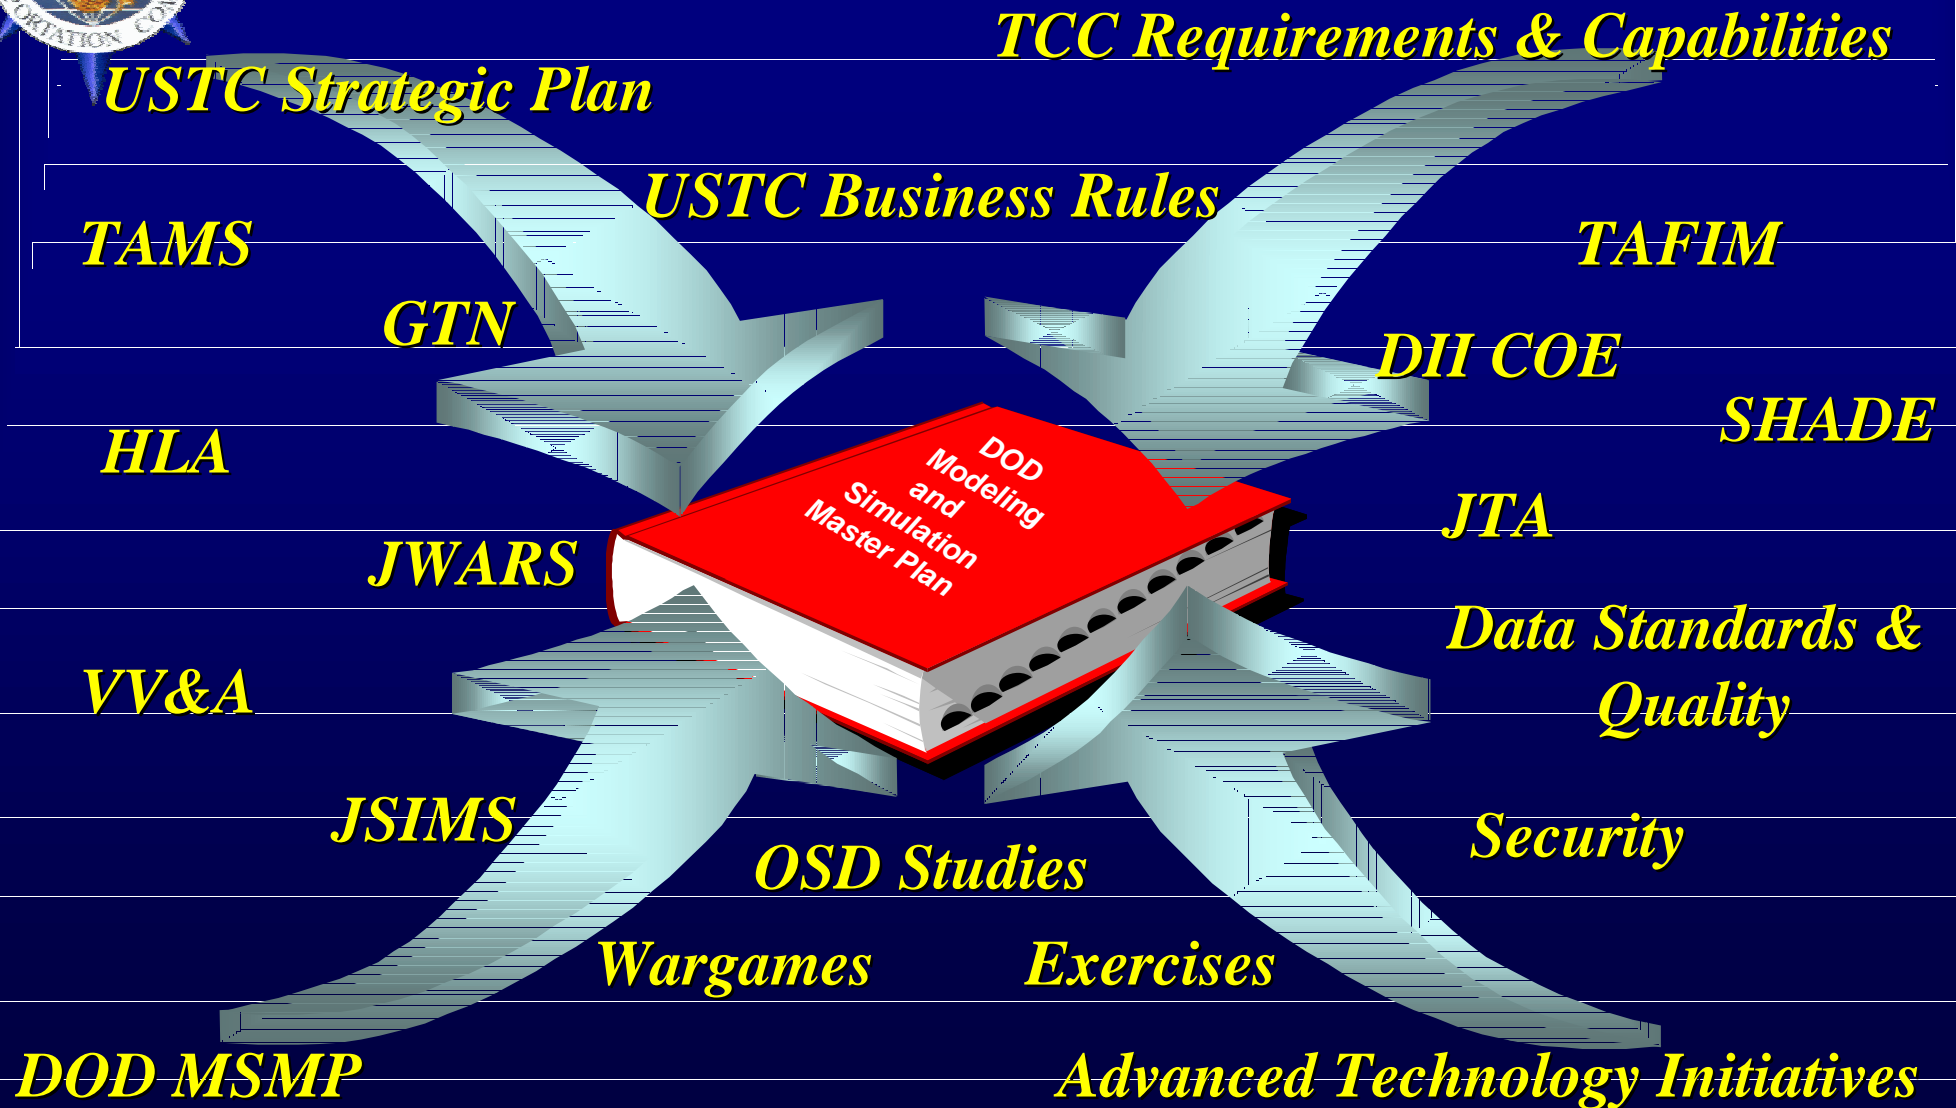 ORTATION COM
TCC Requirements & Capabilities
USTC Strategic Plan
USTC Business Rules
TAMS
TAFIM
GTN
DII COE
SHADE
HLA
DOD
Modeling
and
Simulation
Master Plan
JTA
JWARS
Data Standards &
Quality
VV&A
JSIMS
Security
OSD Studies
Wargames
Exercises
DOD MSMP
Advanced Technology Initiatives